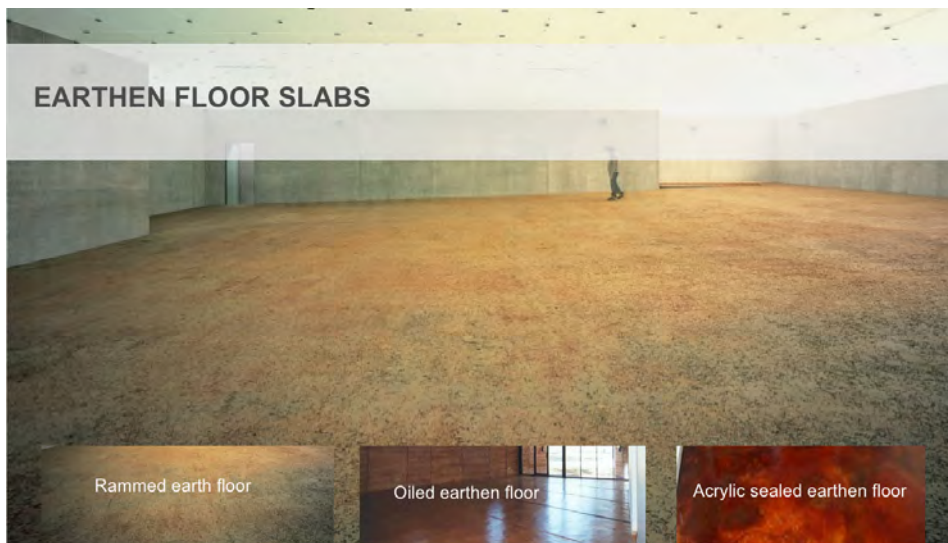 EARTHEN FLOOR SLABS
Rammed earth floor
Oiled earthen floor
Acrylic sealed earthen floor